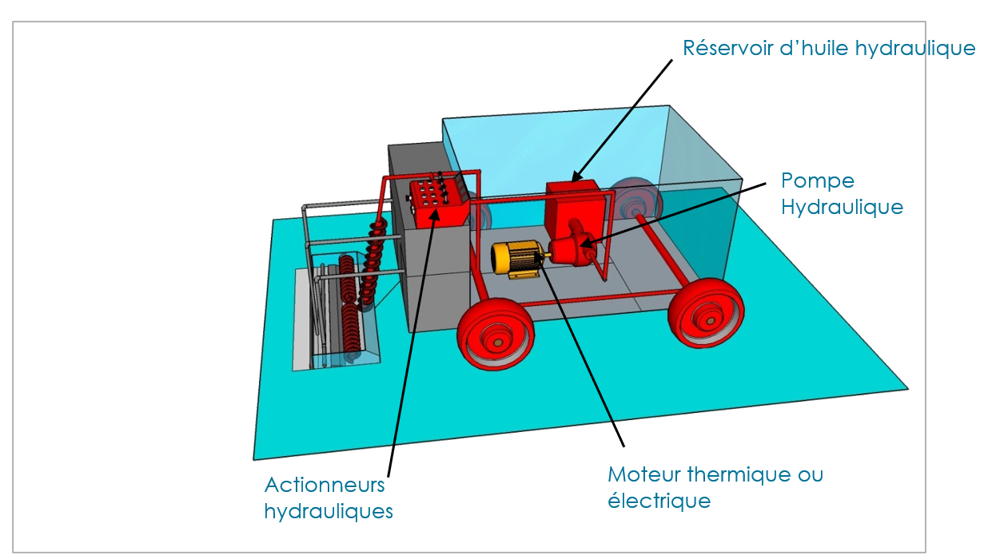 Réservoir d’huile hydraulique
Pompe
Hydraulique
Moteur thermique ou
électrique
Actionneurs
hydrauliques